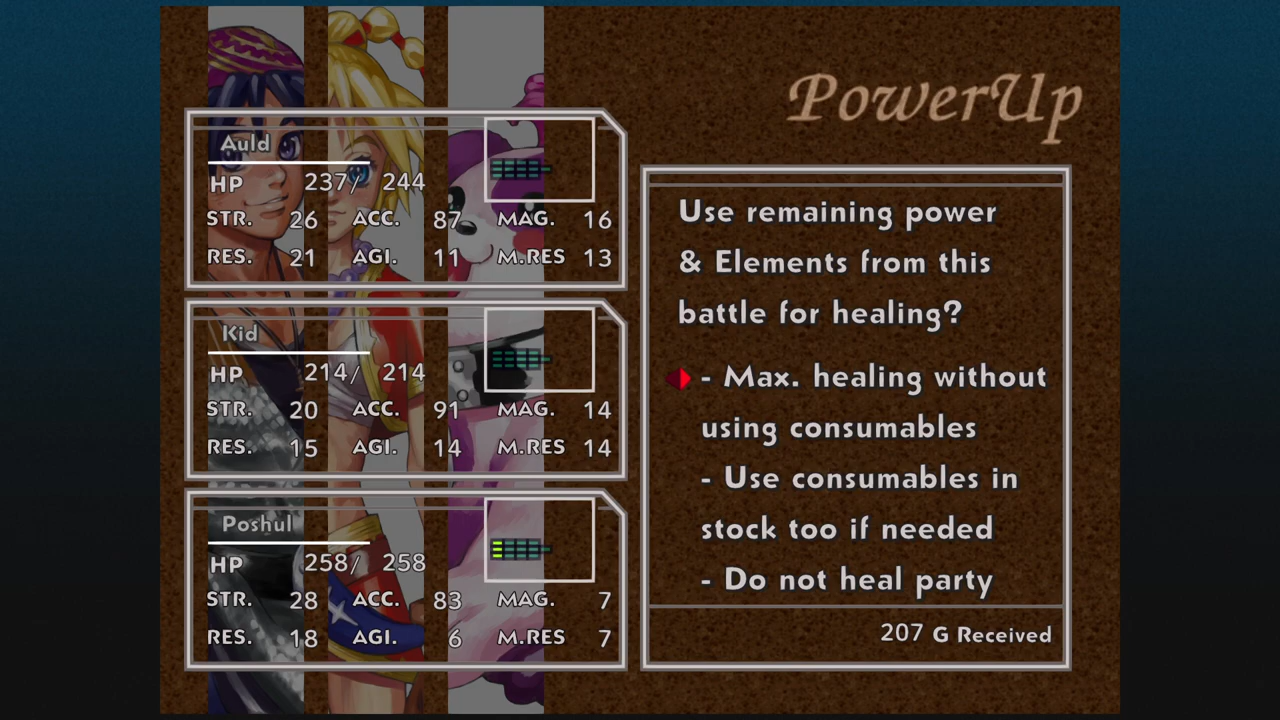 PowerUp
Auld
HP 237/ 244
STR. 26 ACC. 87 MAG. 16
RES. 21 AGI. 11 M.RES 13
Kid
HP 214/ 214
STR. 20 ACC. 91 MAG. 14
RES. 15 AGI. 14 M.RES 14
Poshul
HP 258/ 258
STR. 28 ACC. 83 MAG. 7
RES. 18 AGI. 6 M.RES 7
Use remaining power
& Elements from this
battle for healing?
- Max. healing without
using consumables
- Use consumables in
stock too if needed
- Do not heal party
207 G Received